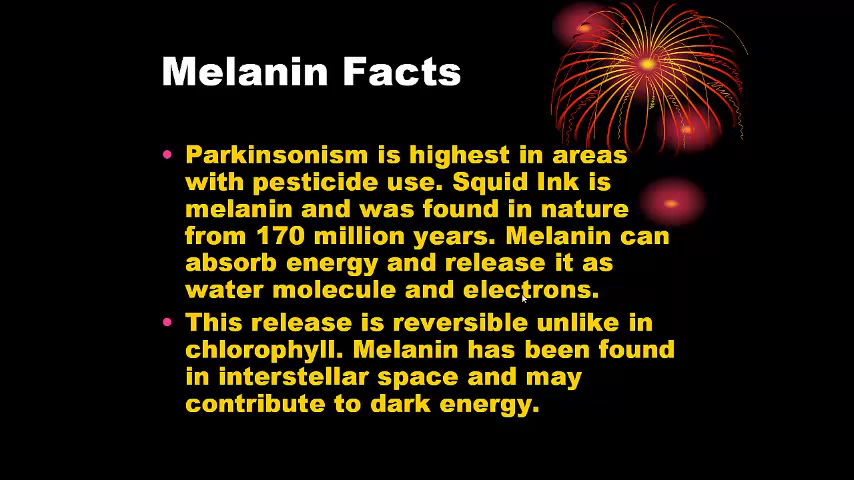 Melanin Facts
• Parkinsonism is highest in areas
with pesticide use. Squid Ink is
melanin and was found in nature
from 170 million years. Melanin can
absorb energy and release it as
water molecule and electrons.
• This release is reversible unlike in
chlorophyll. Melanin has been found
in interstellar space and may
contribute to dark energy.